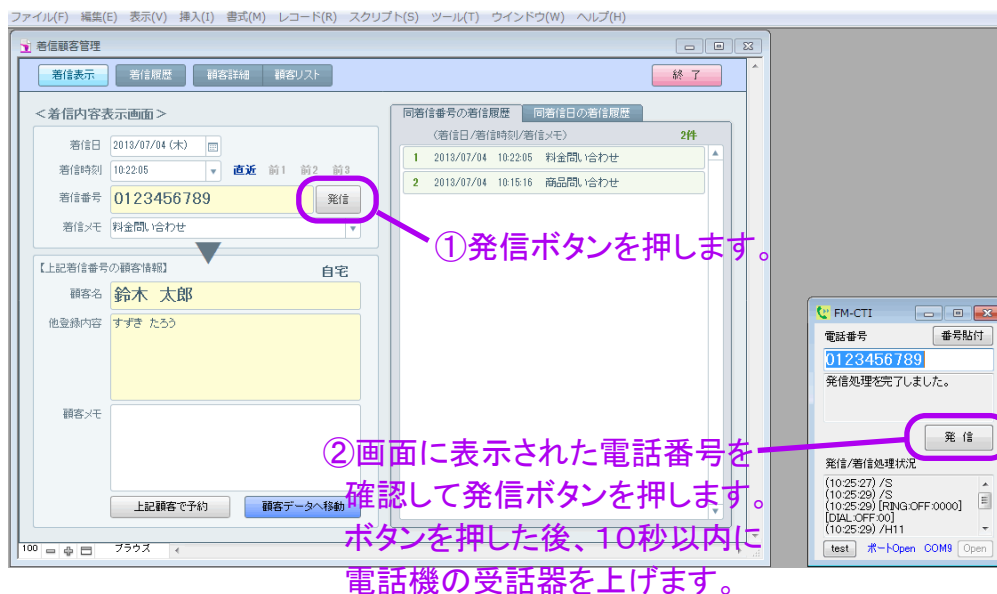 ファイル(F) 編集(E) 表示(V) 挿入(I) 書式(M) レコード(R) スクリプト(S) ツール(T) ウインドウ(W) ヘルプ(H)
着信顧客管理
着信表示 着信履歴 顧客詳細 顧客リスト 終 了
＜着信内容表示画面＞
着信日 2013/07/04 (木)
着信時刻 10:22:05 直近 前1 前2 前3
着信番号 0123456789 発信
着信メモ 料金問い合わせ
【上記着信番号の顧客情報】 自宅
顧客名 鈴木 太郎
他登録内容 すずき たろう
顧客メモ
上記顧客で予約 顧客データへ移動
100 ブラウズ
同着信番号の着信履歴 同着信日の着信履歴
(着信日/着信時刻/着信メモ) 2件
1 2013/07/04 10:22:05 料金問い合わせ
2 2013/07/04 10:15:16 商品問い合わせ
①発信ボタンを押します。
②画面に表示された電話番号を
確認して発信ボタンを押します。
ボタンを押した後、10秒以内に
電話機の受話器を上げます。
FM-CTI
電話番号 番号貼付
0123456789
発信処理を完了しました。
発 信
発信/着信処理状況
(10:25:27) /S
(10:25:29) /S
(10:25:29) [RING:OFF:0000]
[DIAL:OFF:00]
(10:25:29) /H11
test ポートOpen COM9 Open